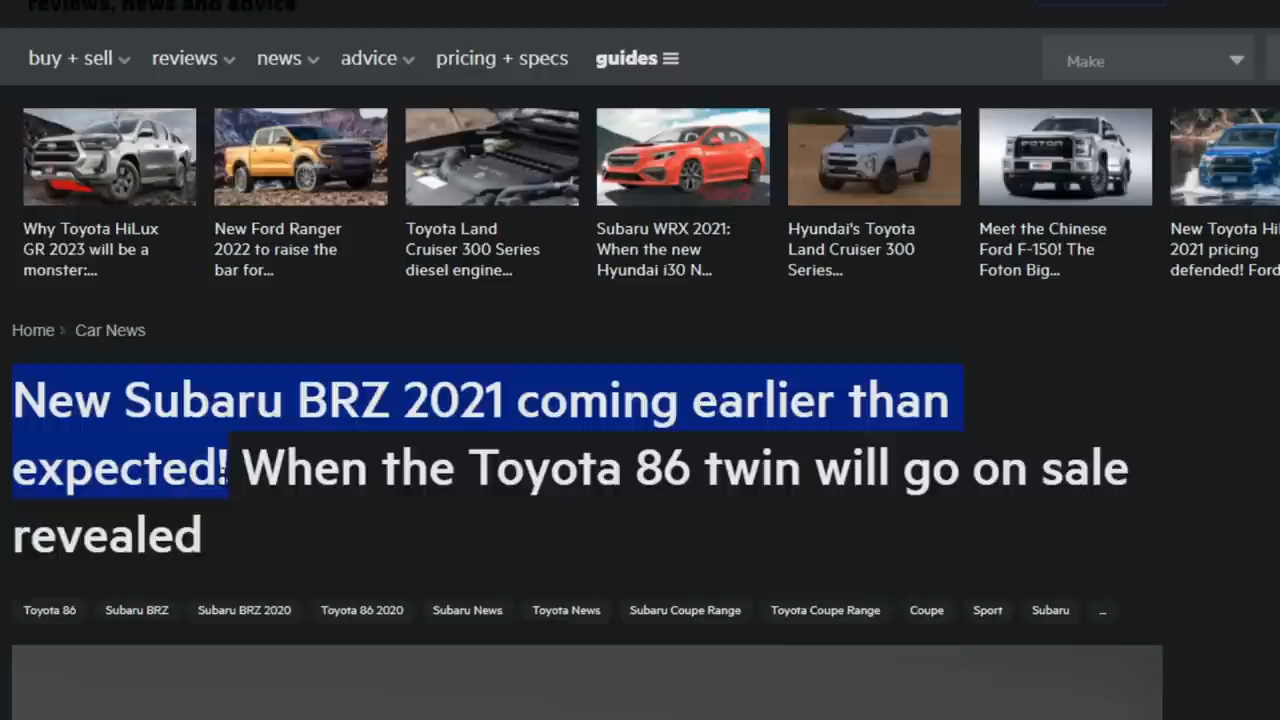 reviews, news and advice
buy + sell reviews news advice pricing + specs guides Make
Why Toyota HiLux
GR 2023 will be a
monster:...
New Ford Ranger
2022 to raise the
bar for...
Toyota Land
Cruiser 300 Series
diesel engine...
Subaru WRX 2021:
When the new
Hyundai i30 N...
Hyundai's Toyota
Land Cruiser 300
Series...
FOTON
Meet the Chinese
Ford F-150! The
Foton Big...
New Toyota Hi
2021 pricing
defended! Ford
Home Car News
New Subaru BRZ 2021 coming earlier than
expected! When the Toyota 86 twin will go on sale
revealed
Toyota 86 Subaru BRZ Subaru BRZ 2020 Toyota 86 2020 Subaru News Toyota News Subaru Coupe Range Toyota Coupe Range Coupe Sport Subaru ...